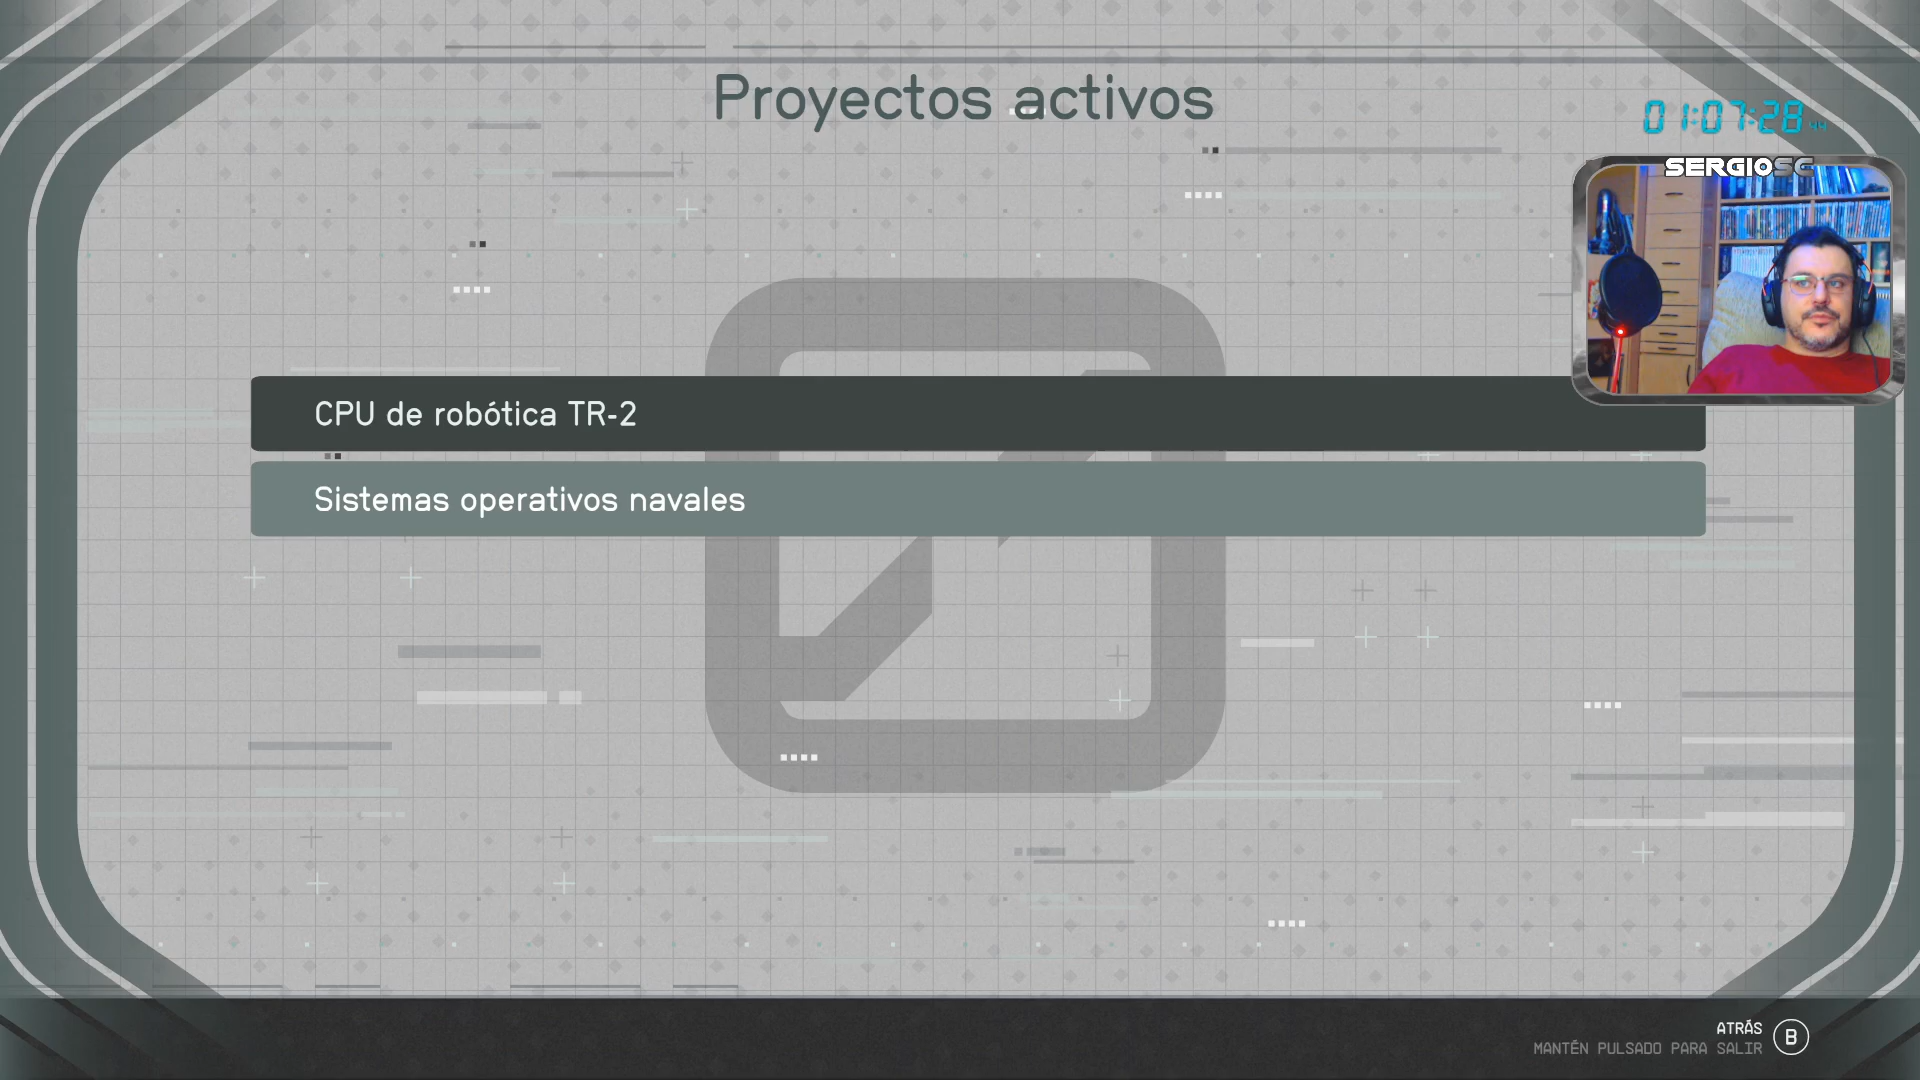 Proyectos activos
01:07:28
SERGIOSC
CPU de robótica TR-2
Sistemas operativos navales
ATRÁS
MANTÉN PULSADO PARA SALIR
B